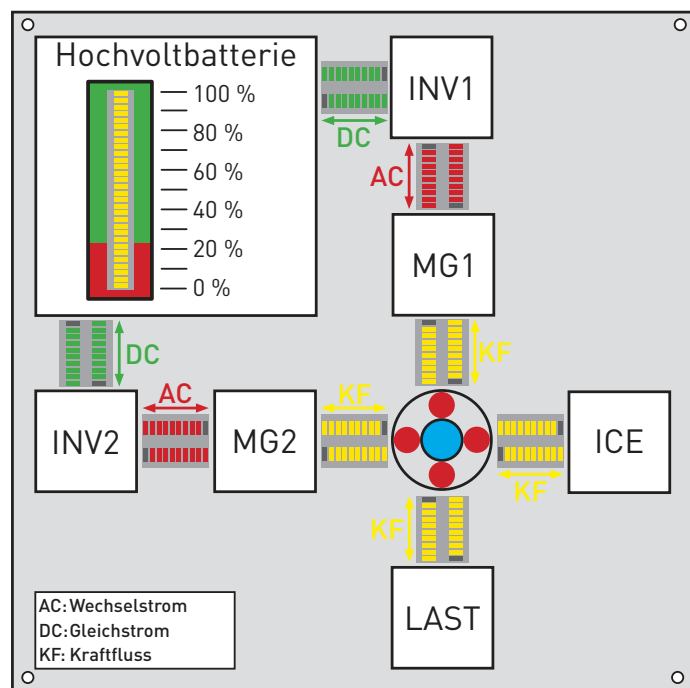 Hochvoltbatterie
100 %
80 %
60 %
40 %
20 %
0 %
DC
INV1
AC
MG1
DC
KF
INV2
AC
MG2
KF
KF
ICE
KF
LAST
AC: Wechselstrom
DC: Gleichstrom
KF: Kraftfluss